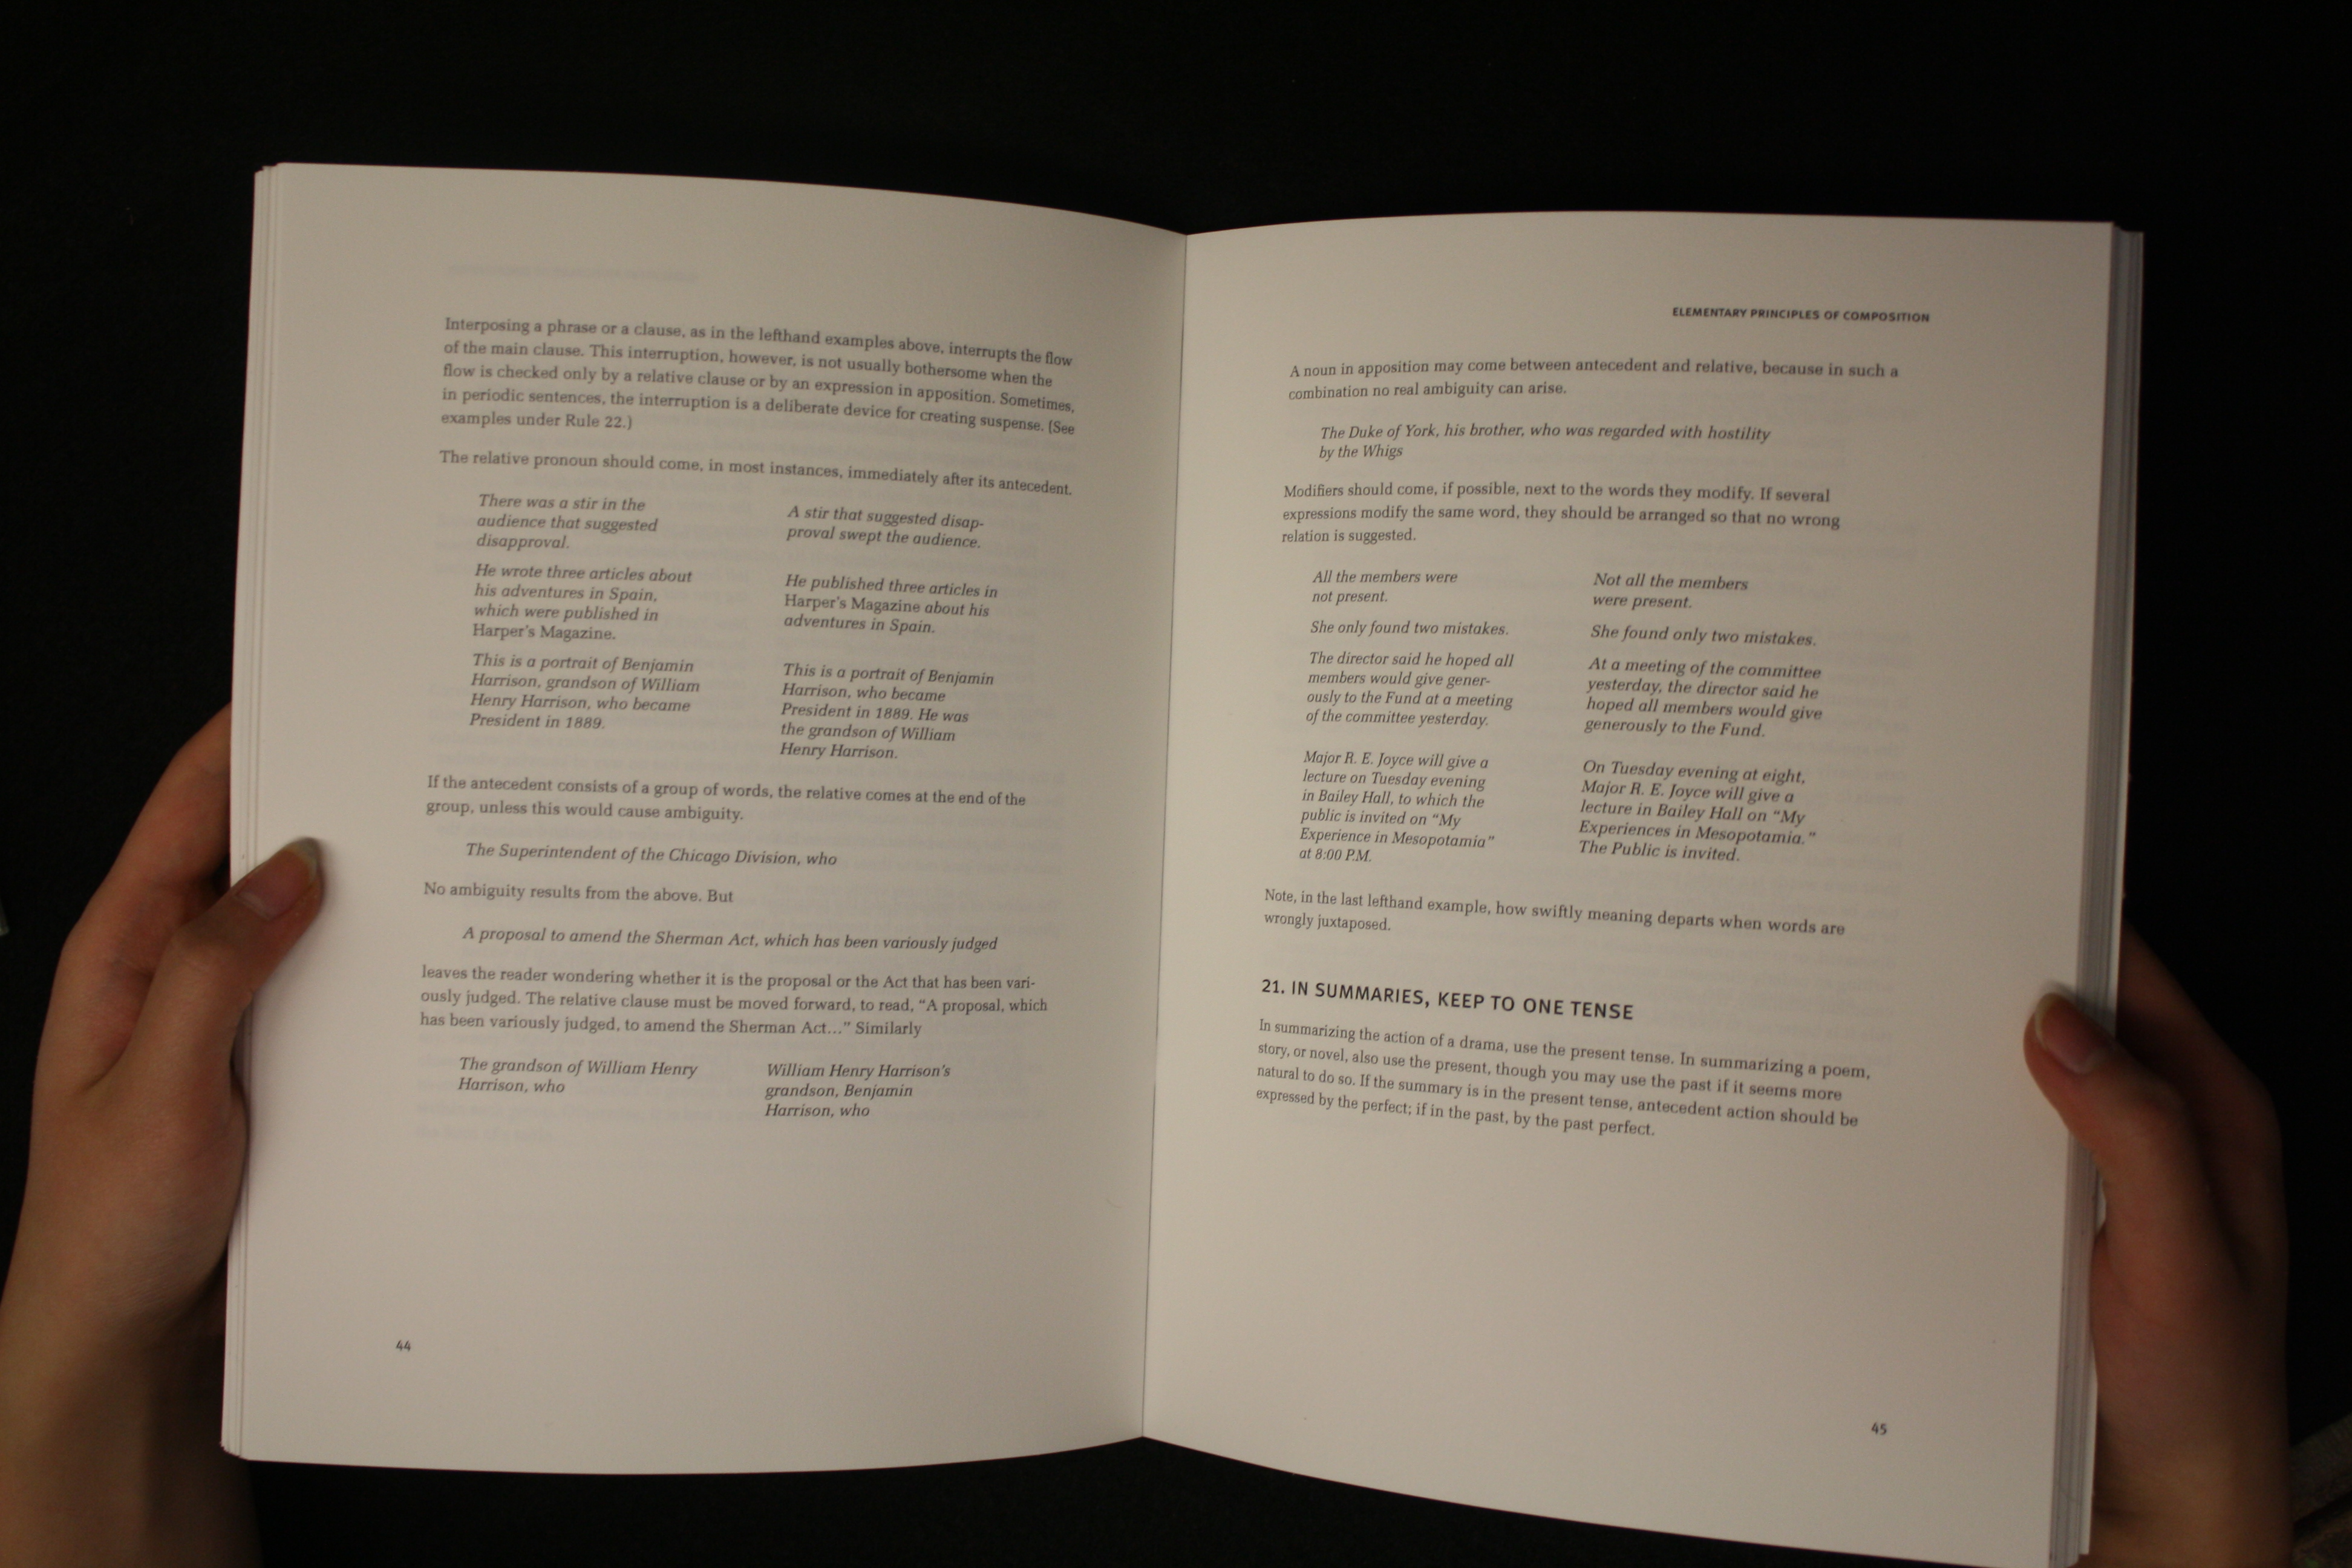 Interposing a phrase or a clause, as in the lefthand examples above, interrupts the flow
of the main clause. This interruption, however, is not usually bothersome when the
flow is checked only by a relative clause or by an expression in apposition. Sometimes,
in periodic sentences, the interruption is a deliberate device for creating suspense. (See
examples under Rule 22.)
The relative pronoun should come, in most instances, immediately after its antecedent.
There was a stir in the
audience that suggested
disapproval.
A stir that suggested disap-
proval swept the audience.
He wrote three articles about
his adventures in Spain,
which were published in
Harper's Magazine.
He published three articles in
Harper's Magazine about his
adventures in Spain.
This is a portrait of Benjamin
Harrison, grandson of William
Henry Harrison, who became
President in 1889.
This is a portrait of Benjamin
Harrison, who became
President in 1889. He was
the grandson of William
Henry Harrison.
If the antecedent consists of a group of words, the relative comes at the end of the
group, unless this would cause ambiguity.
The Superintendent of the Chicago Division, who
No ambiguity results from the above. But
A proposal to amend the Sherman Act, which has been variously judged
leaves the reader wondering whether it is the proposal or the Act that has been vari-
ously judged. The relative clause must be moved forward, to read, “A proposal, which
has been variously judged, to amend the Sherman Act...” Similarly
The grandson of William Henry
Harrison, who
William Henry Harrison's
grandson, Benjamin
Harrison, who
44
ELEMENTARY PRINCIPLES OF COMPOSITION
A noun in apposition may come between antecedent and relative, because in such a
combination no real ambiguity can arise.
The Duke of York, his brother, who was regarded with hostility
by the Whigs
Modifiers should come, if possible, next to the words they modify. If several
expressions modify the same word, they should be arranged so that no wrong
relation is suggested.
All the members were
not present.
Not all the members
were present.
She only found two mistakes.
She found only two mistakes.
The director said he hoped all
members would give gener-
ously to the Fund at a meeting
of the committee yesterday.
At a meeting of the committee
yesterday, the director said he
hoped all members would give
generously to the Fund.
Major R. E. Joyce will give a
lecture on Tuesday evening
in Bailey Hall, to which the
public is invited on “My
Experience in Mesopotamia”
at 8:00 P.M.
On Tuesday evening at eight,
Major R. E. Joyce will give a
lecture in Bailey Hall on “My
Experiences in Mesopotamia.”
The Public is invited.
Note, in the last lefthand example, how swiftly meaning departs when words are
wrongly juxtaposed.
21. IN SUMMARIES, KEEP TO ONE TENSE
In summarizing the action of a drama, use the present tense. In summarizing a poem,
story, or novel, also use the present, though you may use the past if it seems more
natural to do so. If the summary is in the present tense, antecedent action should be
expressed by the perfect; if in the past, by the past perfect.
45